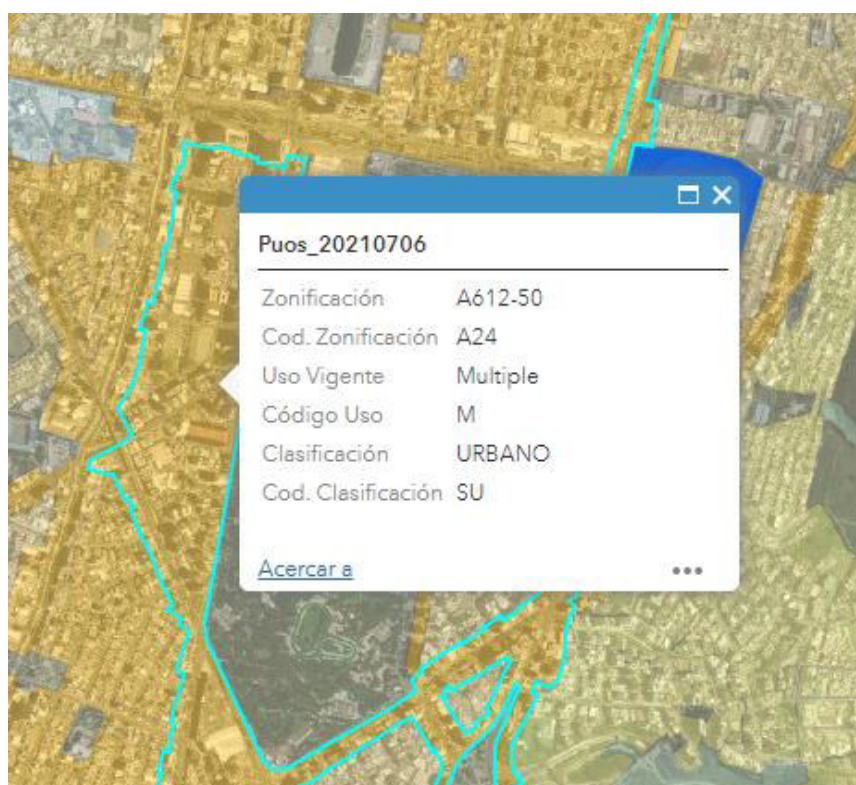 Puos_20210706
Zonificación A612-50
Cod. Zonificación A24
Uso Vigente Multiple
Código Uso M
Clasificación URBANO
Cod. Clasificación SU
Acercar a